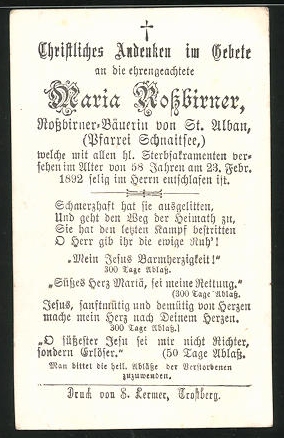 Christliches Andenken im Gebete
an die ehrengeachtete
Maria Roßbirner,
Roßbirner-Bäuerin von St. Alban,
(Pfarrei Schnaitsee,)
welche mit allen hl. Sterbsakramenten ver-
sehen im Alter von 58 Jahren am 23. Febr.
1892 selig im Herrn entschlafen ist.
Schmerzhaft hat sie ausgelitten,
Und geht den Weg der Heimath zu,
Sie hat den letzten Kampf bestritten
O Herr gib ihr die ewige Ruh'!
„Mein Jesus Barmherzigkeit!"
300 Tage Ablaß.
„Süßes Herz Mariä, sei meine Rettung."
(300 Tage Ablaß.
Jesus, sanftmütig und demütig von Herzen
mache mein Herz nach Deinem Herzen.
300 Tage Ablaß.)
„O süßester Jesu sei mir nicht Richter,
sondern Erlöser." (50 Tage Ablaß.
Man bittet die heil. Abläße der Verstorbenen
zuzuwenden.
Druck von S. Lermer, Trostberg.